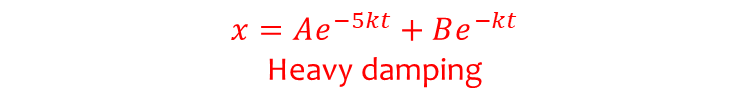 x = Ae^{-5kt} + Be^{-kt}
Heavy damping